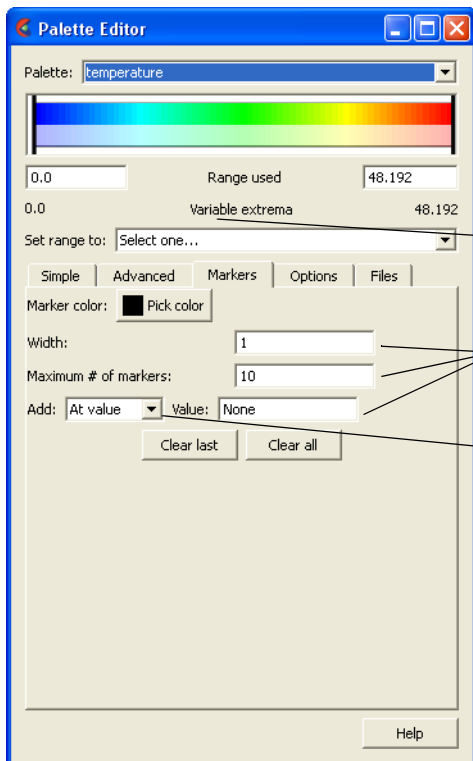 Palette Editor
Palette: temperature
0.0 Range used 48.192
0.0 Variable extrema 48.192
Set range to: Select one...
Simple Advanced Markers Options Files
Marker color: Pick color
Width: 1
Maximum # of markers: 10
Add: At value Value: None
Clear last Clear all
Help